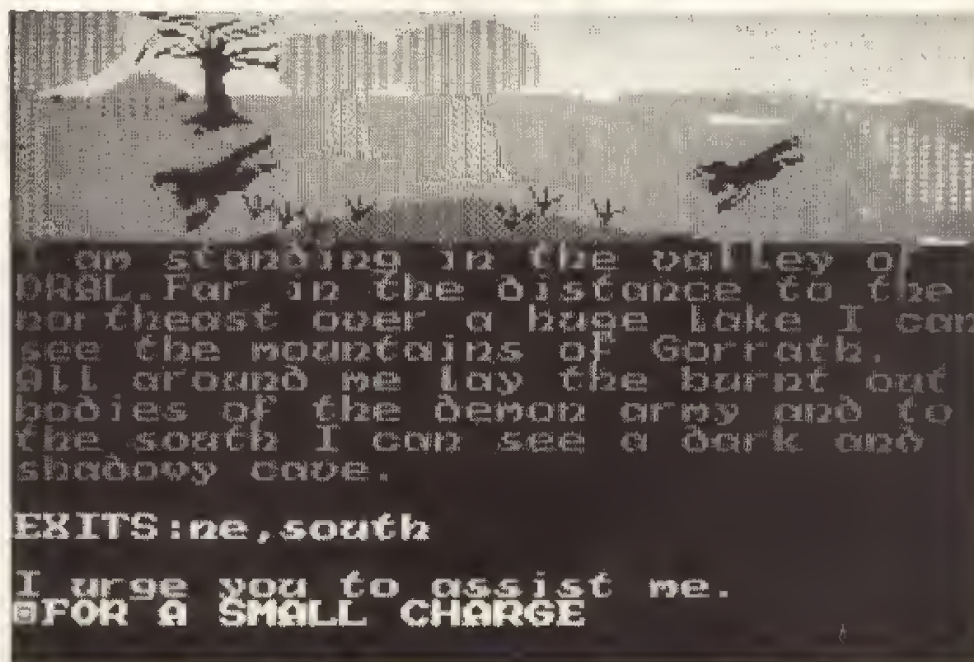 I am standing in the valley of
DRAL.Far in the distance to the
northeast over a huge lake I can
see the mountains of Gorrath.
All around me lay the burnt out
bodies of the demon army and to
the south I can see a dark and
shadowy cave.
EXITS:ne,south
I urge you to assist me.
FOR A SMALL CHARGE